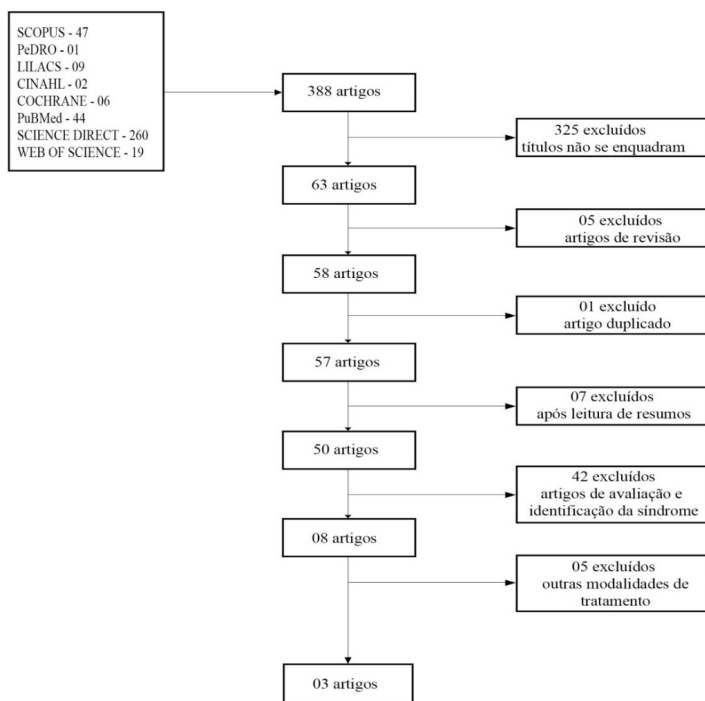 SCOPUS - 47
PeDRO - 01
LILACS - 09
CINAHL - 02
COCHRANE - 06
PuBMed - 44
SCIENCE DIRECT - 260
WEB OF SCIENCE - 19
388 artigos
325 excluídos
títulos não se enquadram
63 artigos
05 excluídos
artigos de revisão
58 artigos
01 excluído
artigo duplicado
57 artigos
07 excluídos
após leitura de resumos
50 artigos
42 excluídos
artigos de avaliação e
identificação da síndrome
08 artigos
05 excluídos
outras modalidades de
tratamento
03 artigos